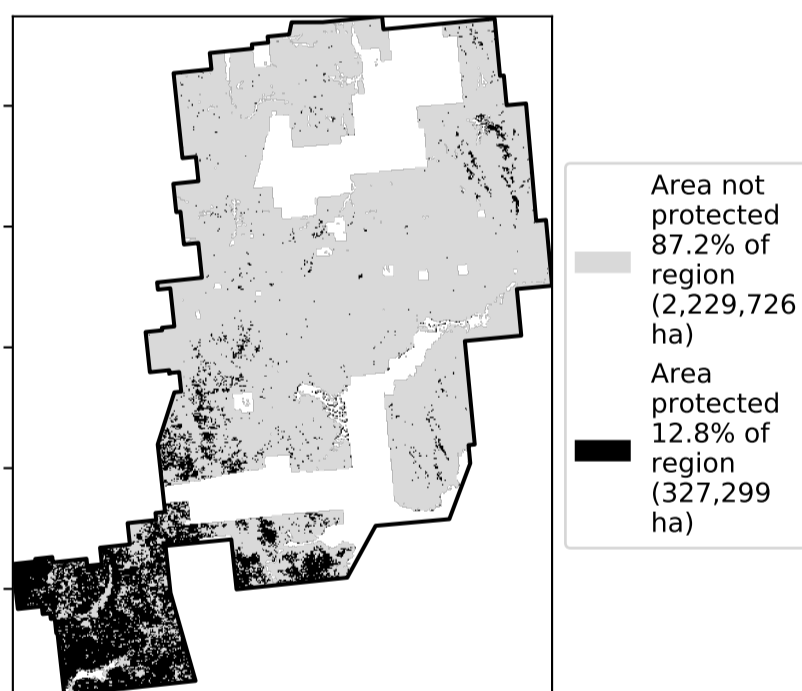 Area not
protected
87.2% of
region
(2,229,726
ha)
Area
protected
12.8% of
region
(327,299
ha)